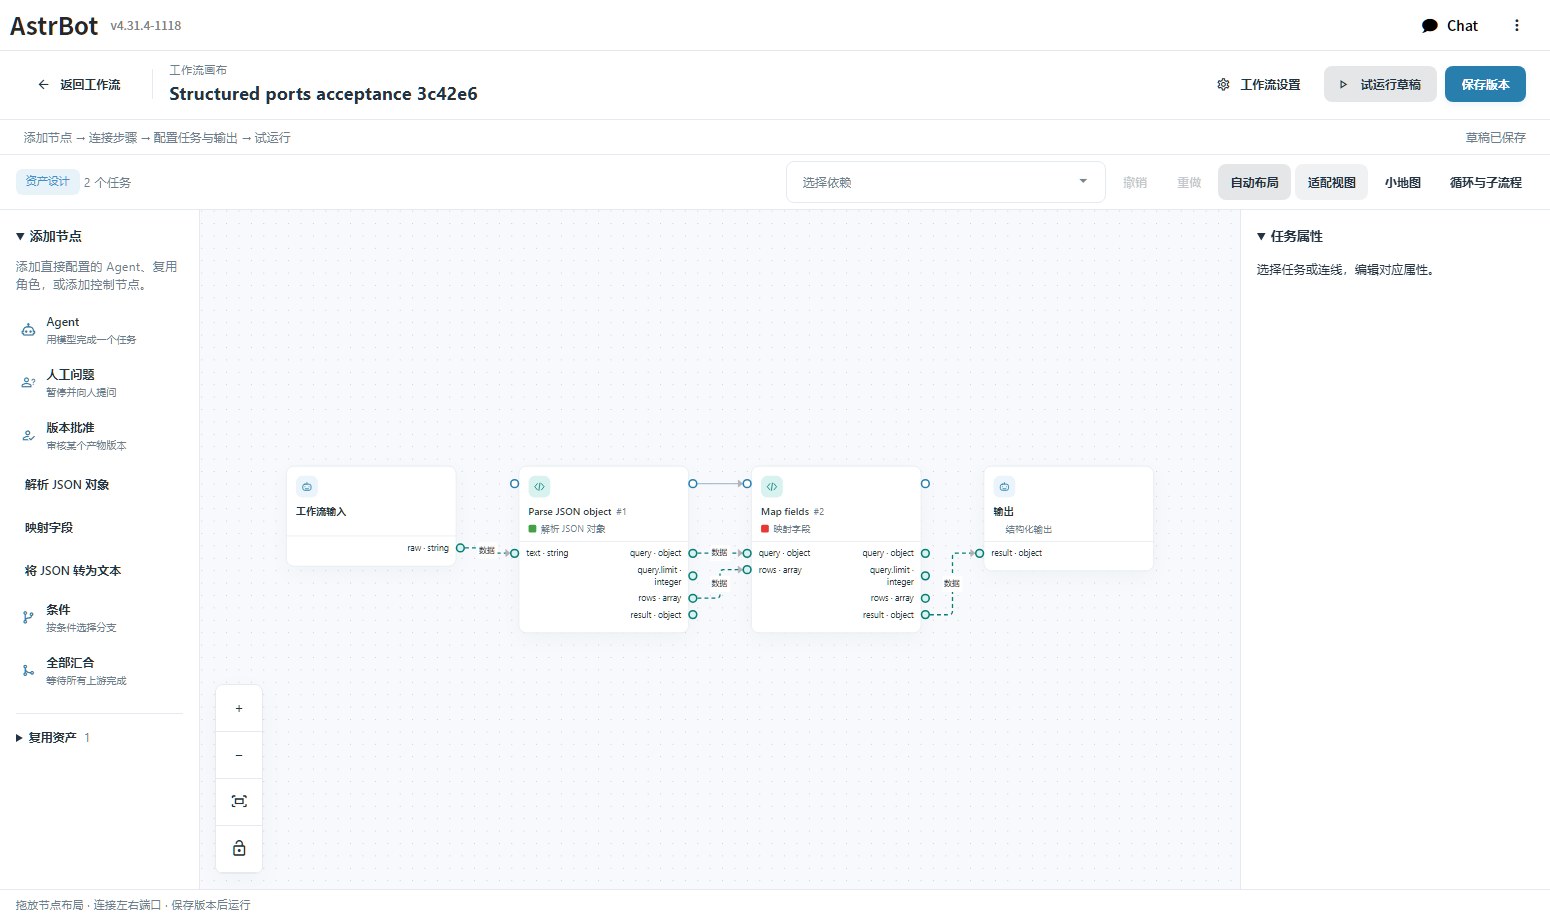 AstrBot v4.31.4-1118
Chat
返回工作流
工作流画布
Structured ports acceptance 3c42e6
工作流设置
试运行草稿
保存版本
添加节点 → 连接步骤 → 配置任务与输出 → 试运行
草稿已保存
资产设计 2 个任务
选择依赖
撤销
重做
自动布局
适配视图
小地图
循环与子流程
添加节点
添加直接配置的 Agent、复用
角色，或添加控制节点。
Agent
用模型完成一个任务
人工问题
暂停并向人提问
版本批准
审核某个产物版本
解析 JSON 对象
映射字段
将 JSON 转为文本
条件
按条件选择分支
全部汇合
等待所有上游完成
复用资产 1
工作流输入
raw · string
数据
Parse JSON object #1
解析 JSON 对象
text · string
query · object
query.limit ·
integer
rows · array
result · object
数据
数据
Map fields #2
映射字段
query · object
rows · array
query · object
query.limit ·
integer
rows · array
result · object
数据
输出
结构化输出
result · object
+
−
任务属性
选择任务或连线，编辑对应属性。
拖放节点布局 · 连接左右端口 · 保存版本后运行